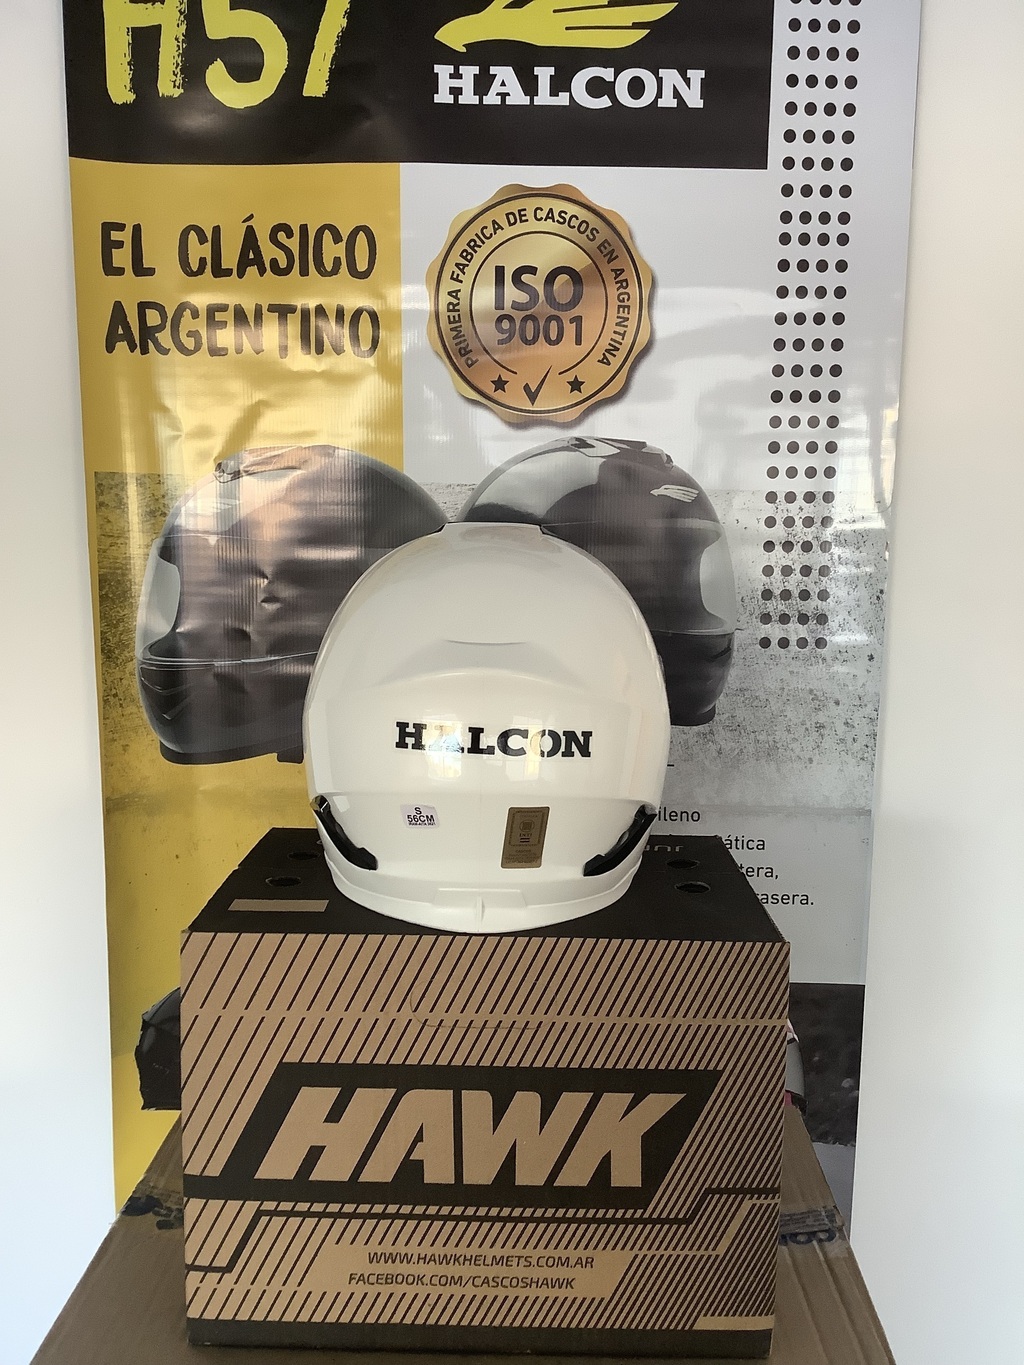 H57
HALCON
EL CLÁSICO
ARGENTINO
PRIMERA FABRICA DE CASCOS EN ARGENTINA
ISO
9001
HALCON
S
56CM
HAWK
WWW.HAWKHELMETS.COM.AR
FACEBOOK.COM/CASCOSHAWK